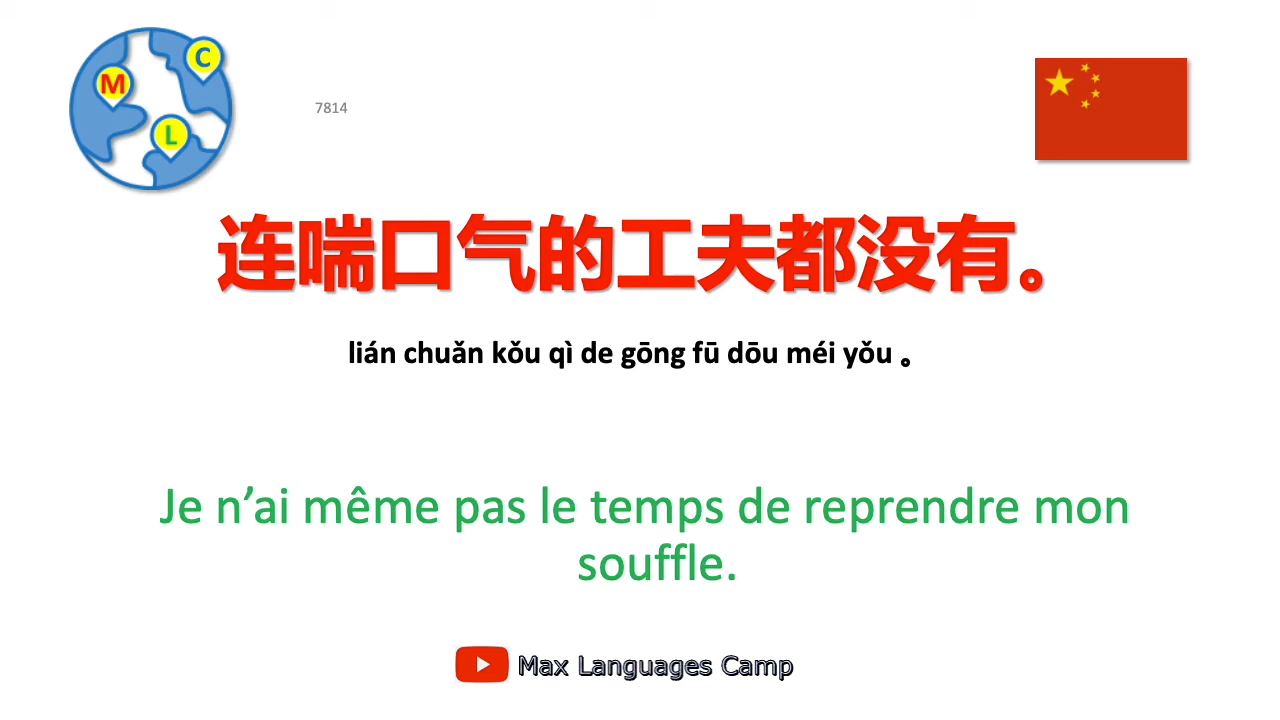 C
M
L
7814
连喘口气的工夫都没有。
lián chuǎn kǒu qì de gōng fū dōu méi yǒu 。
Je n’ai même pas le temps de reprendre mon
souffle.
Max Languages Camp